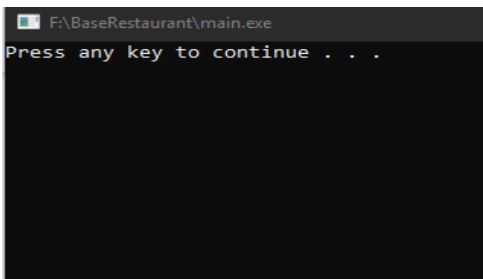 F:\BaseRestaurant\main.exe
Press any key to continue . . .